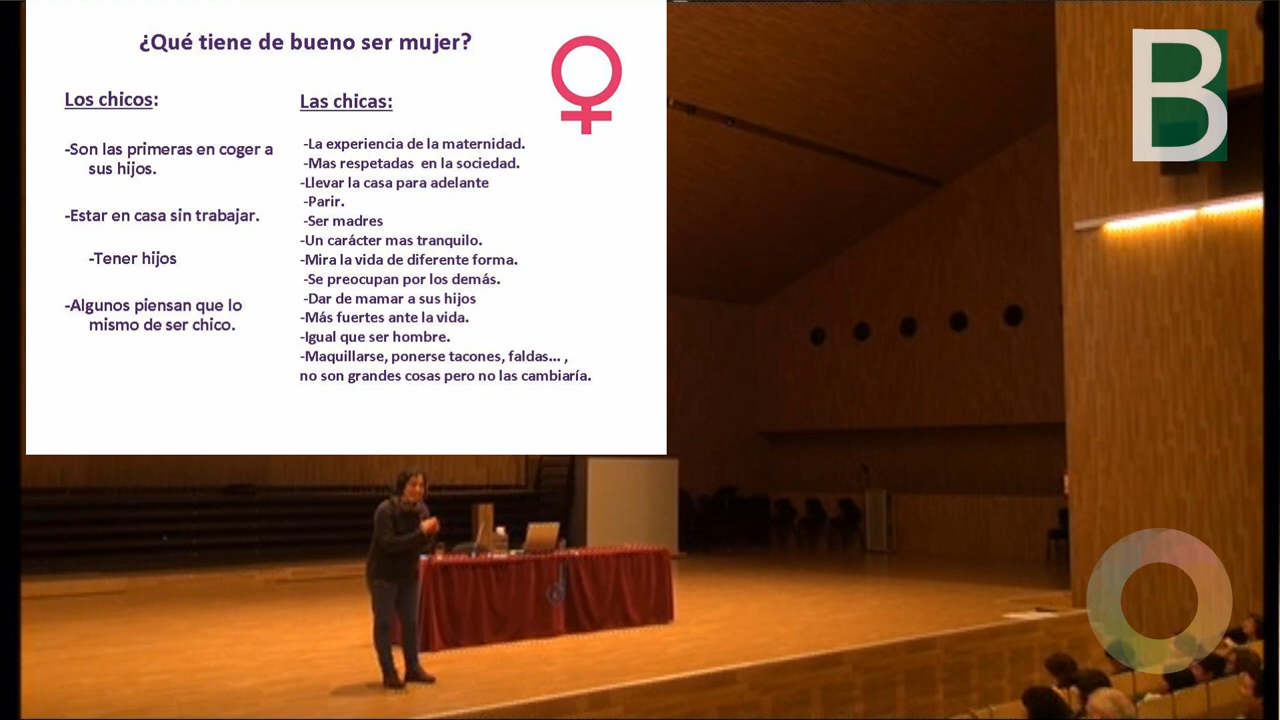 ¿Qué tiene de bueno ser mujer?
Los chicos:
-Son las primeras en coger a
sus hijos.
-Estar en casa sin trabajar.
-Tener hijos
-Algunos piensan que lo
mismo de ser chico.
Las chicas:
-La experiencia de la maternidad.
-Mas respetadas en la sociedad.
-Llevar la casa para adelante
-Parir.
-Ser madres
-Un carácter mas tranquilo.
-Mira la vida de diferente forma.
-Se preocupan por los demás.
-Dar de mamar a sus hijos
-Más fuertes ante la vida.
-Igual que ser hombre.
-Maquillarse, ponerse tacones, faldas... ,
no son grandes cosas pero no las cambiaría.
B